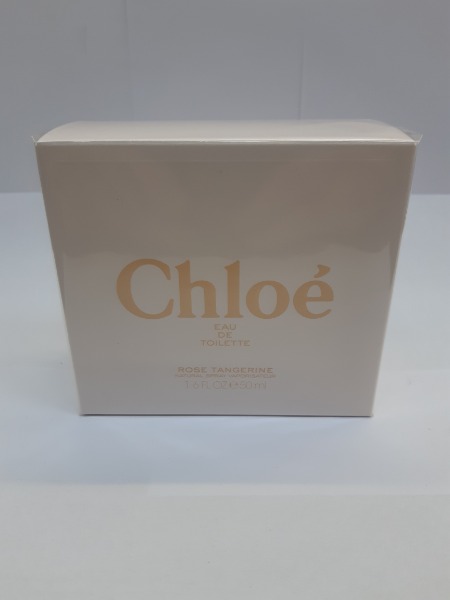 Chloé
EAU
DE
TOILETTE
ROSE TANGERINE
NATURAL SPRAY VAPORISATEUR
1.6 FL.OZ e 50 mL